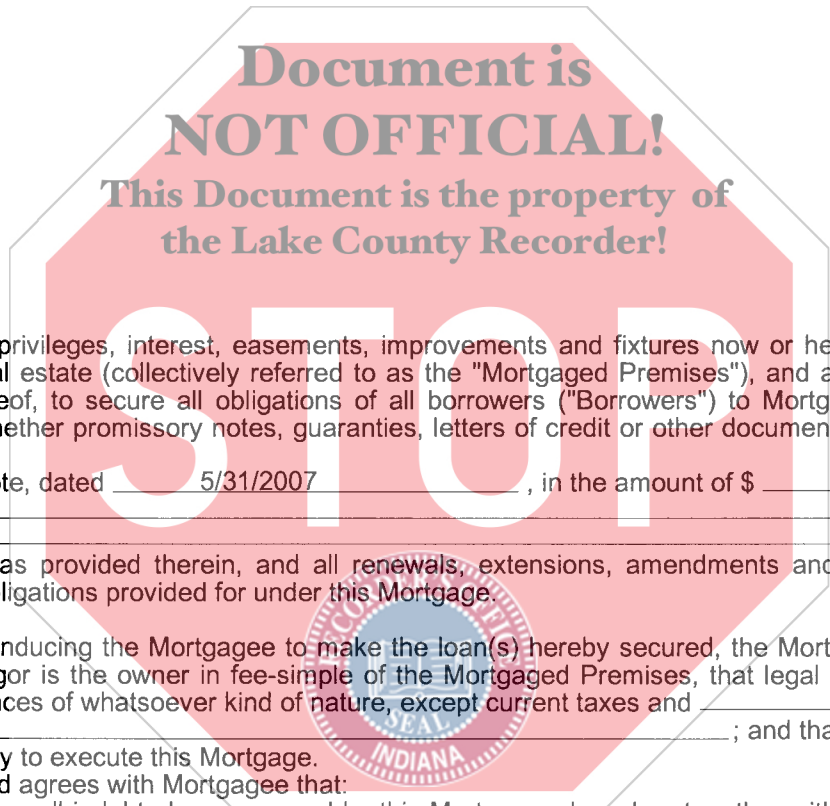 Document is
NOT OFFICIAL!
This Document is the property of
the Lake County Recorder!
STOP
privileges, interest, easements, improvements and fixtures now or he
l estate (collectively referred to as the "Mortgaged Premises"), and a
eof, to secure all obligations of all borrowers ("Borrowers") to Mortg
hether promissory notes, guaranties, letters of credit or other documen
te, dated 5/31/2007 , in the amount of $
as provided therein, and all renewals, extensions, amendments and
ligations provided for under this Mortgage.
nducing the Mortgagee to make the loan(s) hereby secured, the Mort
gor is the owner in fee-simple of the Mortgaged Premises, that legal
ces of whatsoever kind of nature, except current taxes and
; and tha
y to execute this Mortgage.
d agrees with Mortgagee that:
RECORDER'S OFFICE
SEAL
INDIANA